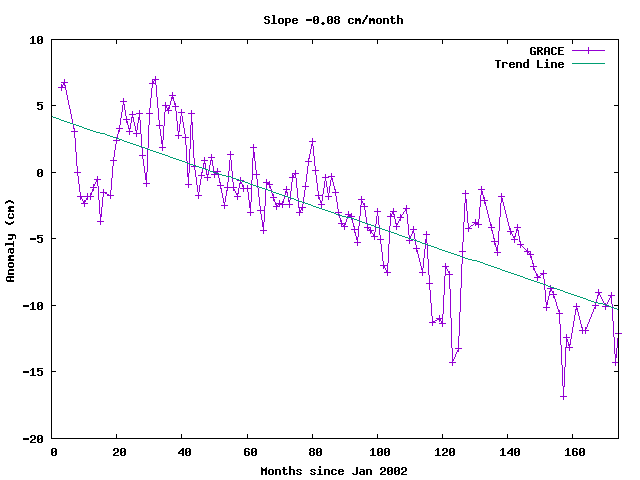 Slope -0.08 cm/month
GRACE
Trend Line
10
5
0
-5
-10
-15
-20
Anomaly (cm)
0 20 40 60 80 100 120 140 160
Months since Jan 2002